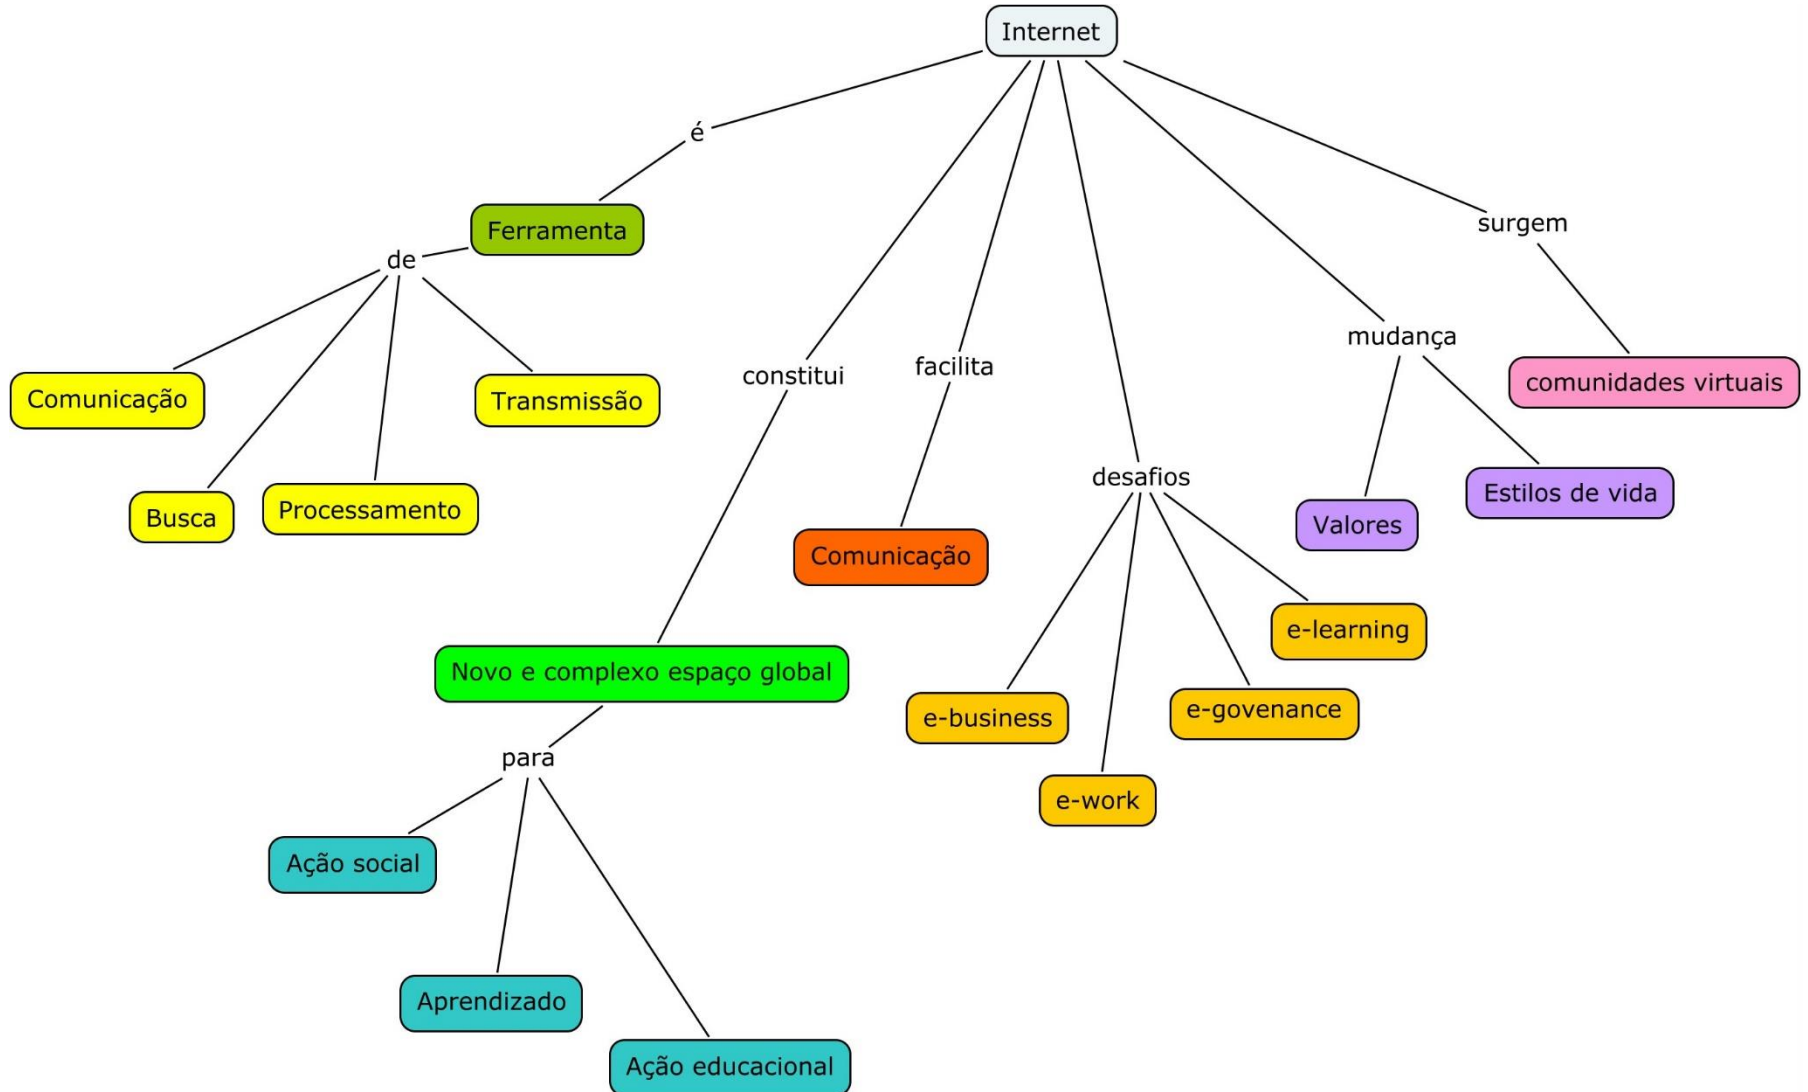 Internet
é
surgem
Ferramenta
de
mudança
constitui
facilita
comunidades virtuais
Comunicação
Transmissão
desafios
Estilos de vida
Busca
Processamento
Valores
Comunicação
e-learning
Novo e complexo espaço global
e-business
e-govenance
para
e-work
Ação social
Aprendizado
Ação educacional